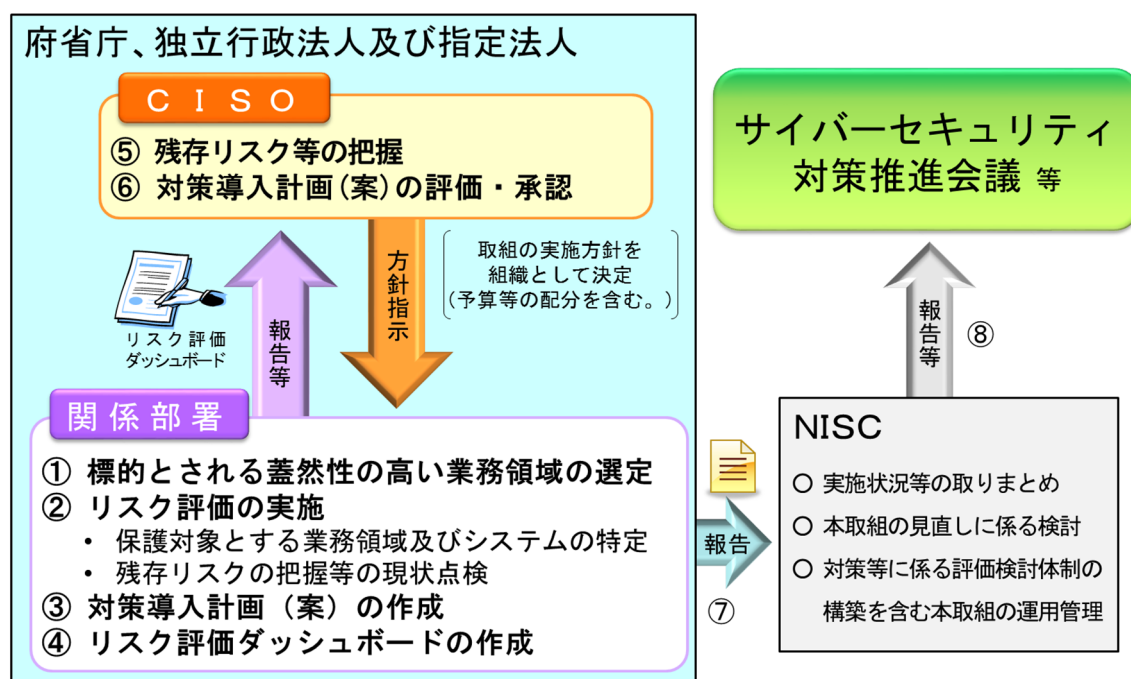 府省庁、独立行政法人及び指定法人
ＣＩＳＯ
⑤ 残存リスク等の把握
⑥ 対策導入計画(案)の評価・承認
リスク評価
ダッシュボード
報告等
方針指示
取組の実施方針を
組織として決定
(予算等の配分を含む。)
関係部署
① 標的とされる蓋然性の高い業務領域の選定
② リスク評価の実施
・ 保護対象とする業務領域及びシステムの特定
・ 残存リスクの把握等の現状点検
③ 対策導入計画（案）の作成
④ リスク評価ダッシュボードの作成
報告
⑦
サイバーセキュリティ
対策推進会議 等
報告等
⑧
NISC
○ 実施状況等の取りまとめ
○ 本取組の見直しに係る検討
○ 対策等に係る評価検討体制の
構築を含む本取組の運用管理